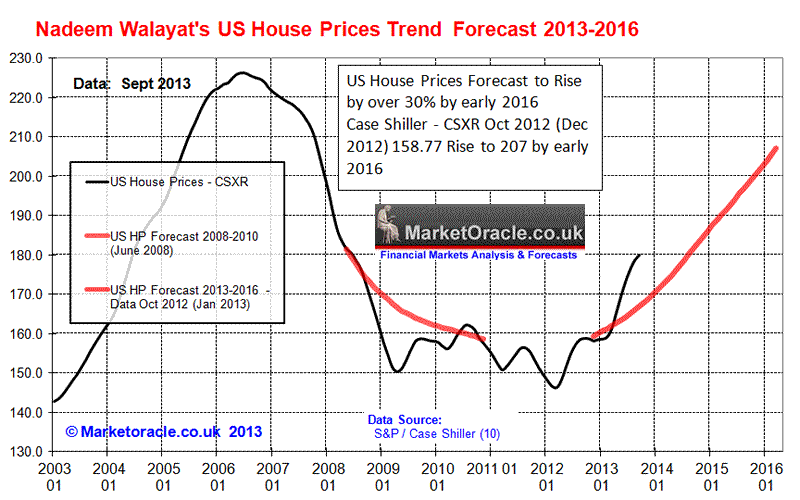 Nadeem Walayat's US House Prices Trend Forecast 2013-2016
230.0
220.0
210.0
200.0
190.0
180.0
170.0
160.0
150.0
140.0
130.0
Data: Sept 2013
US House Prices Forecast to Rise
by over 30% by early 2016
Case Shiller - CSXR Oct 2012 (Dec
2012) 158.77 Rise to 207 by early
2016
US House Prices - CSXR
US HP Forecast 2008-2010
(June 2008)
US HP Forecast 2013-2016 -
Data Oct 2012 (Jan 2013)
MarketOracle.co.uk
Financial Markets Analysis & Forecasts
© Marketoracle.co.uk 2013
Data Source:
S&P / Case Shiller (10)
2003 2004 2005 2006 2007 2008 2009 2010 2011 01 2012 2013 2014 2015 2016
01 01 01 01 01 01 01 01 01 01 01 01 01